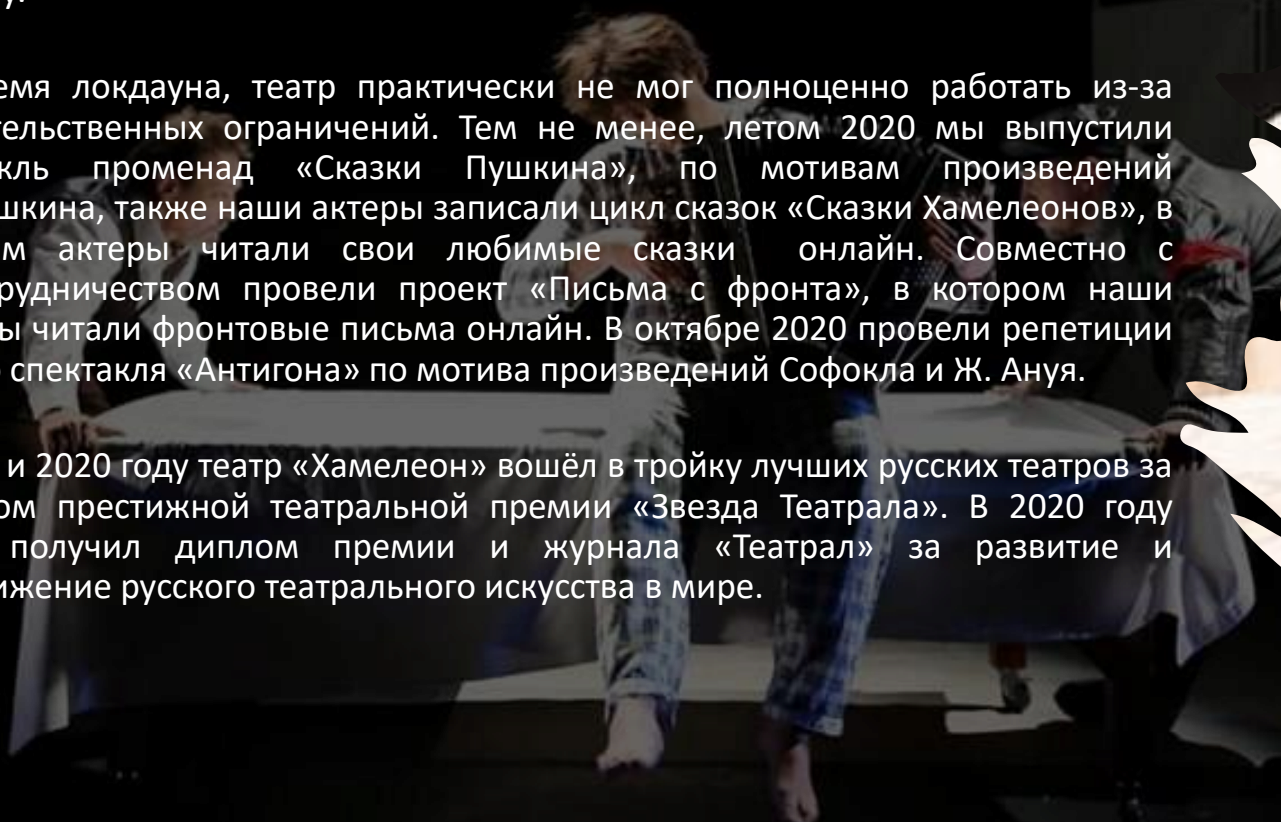 у.
емя локдауна, театр практически не мог полноценно работать из-за
тельственных ограничений. Тем не менее, летом 2020 мы выпустили
кль променад «Сказки Пушкина», по мотивам произведений
шкина, также наши актеры записали цикл сказок «Сказки Хамелеонов», в
м актеры читали свои любимые сказки онлайн. Совместно с
рудничеством провели проект «Письма с фронта», в котором наши
ы читали фронтовые письма онлайн. В октябре 2020 провели репетиции
спектакля «Антигона» по мотива произведений Софокла и Ж. Ануя.
и 2020 году театр «Хамелеон» вошёл в тройку лучших русских театров за
ом престижной театральной премии «Звезда Театрала». В 2020 году
получил диплом премии и журнала «Театрал» за развитие и
ижение русского театрального искусства в мире.